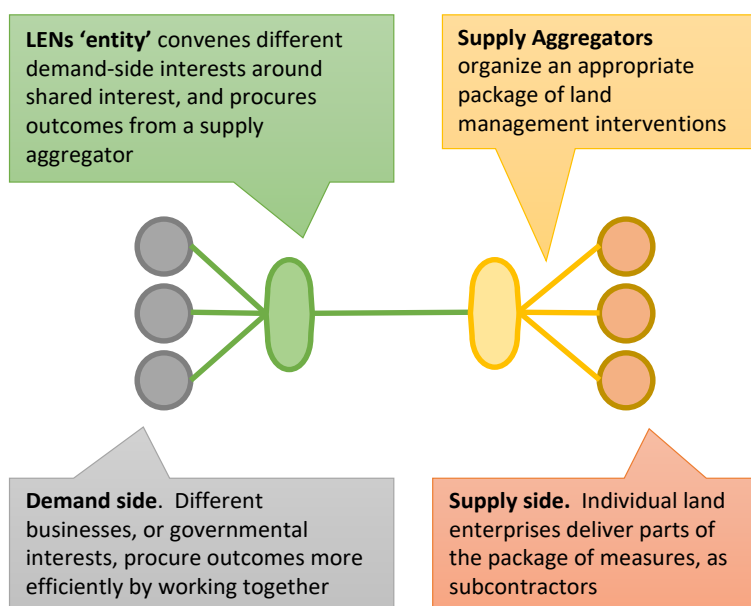 LENs ‘entity’ convenes different
demand-side interests around
shared interest, and procures
outcomes from a supply
aggregator
Supply Aggregators
organize an appropriate
package of land
management interventions
Demand side.  Different
businesses, or governmental
interests, procure outcomes more
efficiently by working together
Supply side.  Individual land
enterprises deliver parts of
the package of measures, as
subcontractors